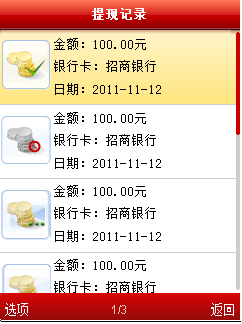 提现记录
金额：100.00元
银行卡：招商银行
日期：2011-11-12
金额：100.00元
银行卡：招商银行
日期：2011-11-12
金额：100.00元
银行卡：招商银行
日期：2011-11-12
金额：100.00元
银行卡：招商银行
选项 1/3 返回